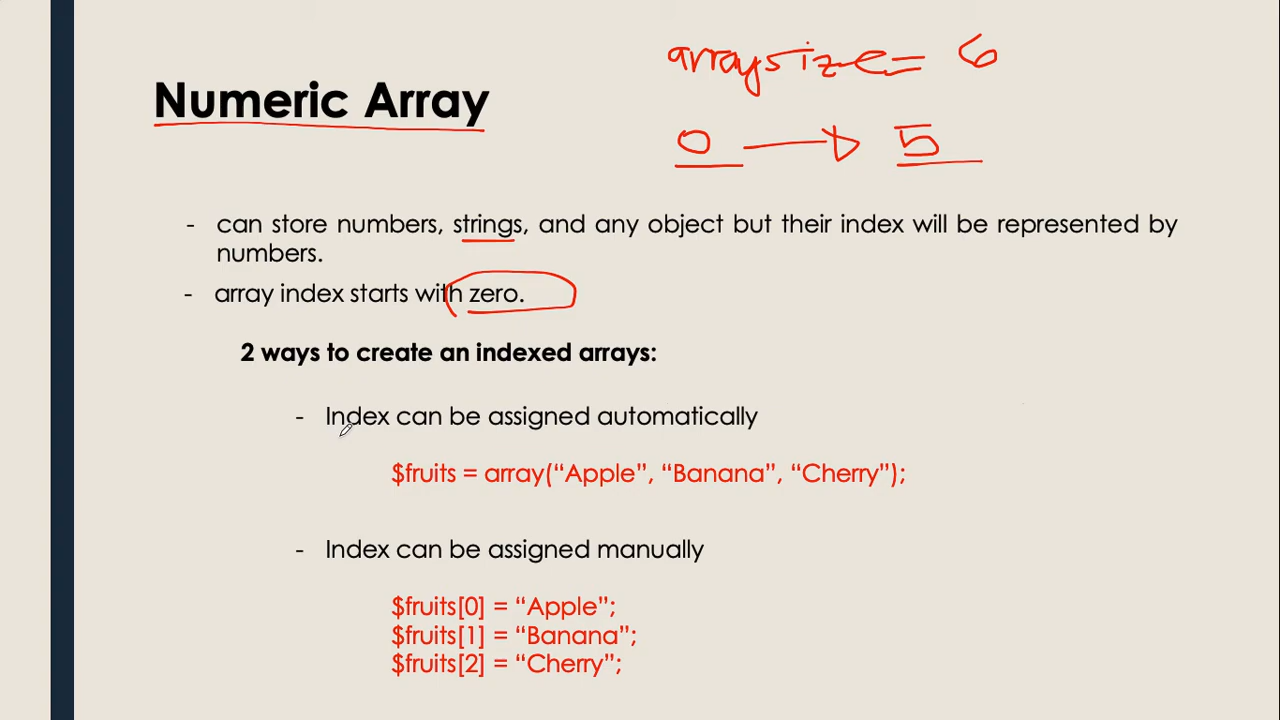 arraysize = 6
Numeric Array
0 → 5
- can store numbers, strings, and any object but their index will be represented by
numbers.
- array index starts with zero.
2 ways to create an indexed arrays:
- Index can be assigned automatically
$fruits = array(“Apple”, “Banana”, “Cherry”);
- Index can be assigned manually
$fruits[0] = “Apple”;
$fruits[1] = “Banana”;
$fruits[2] = “Cherry”;